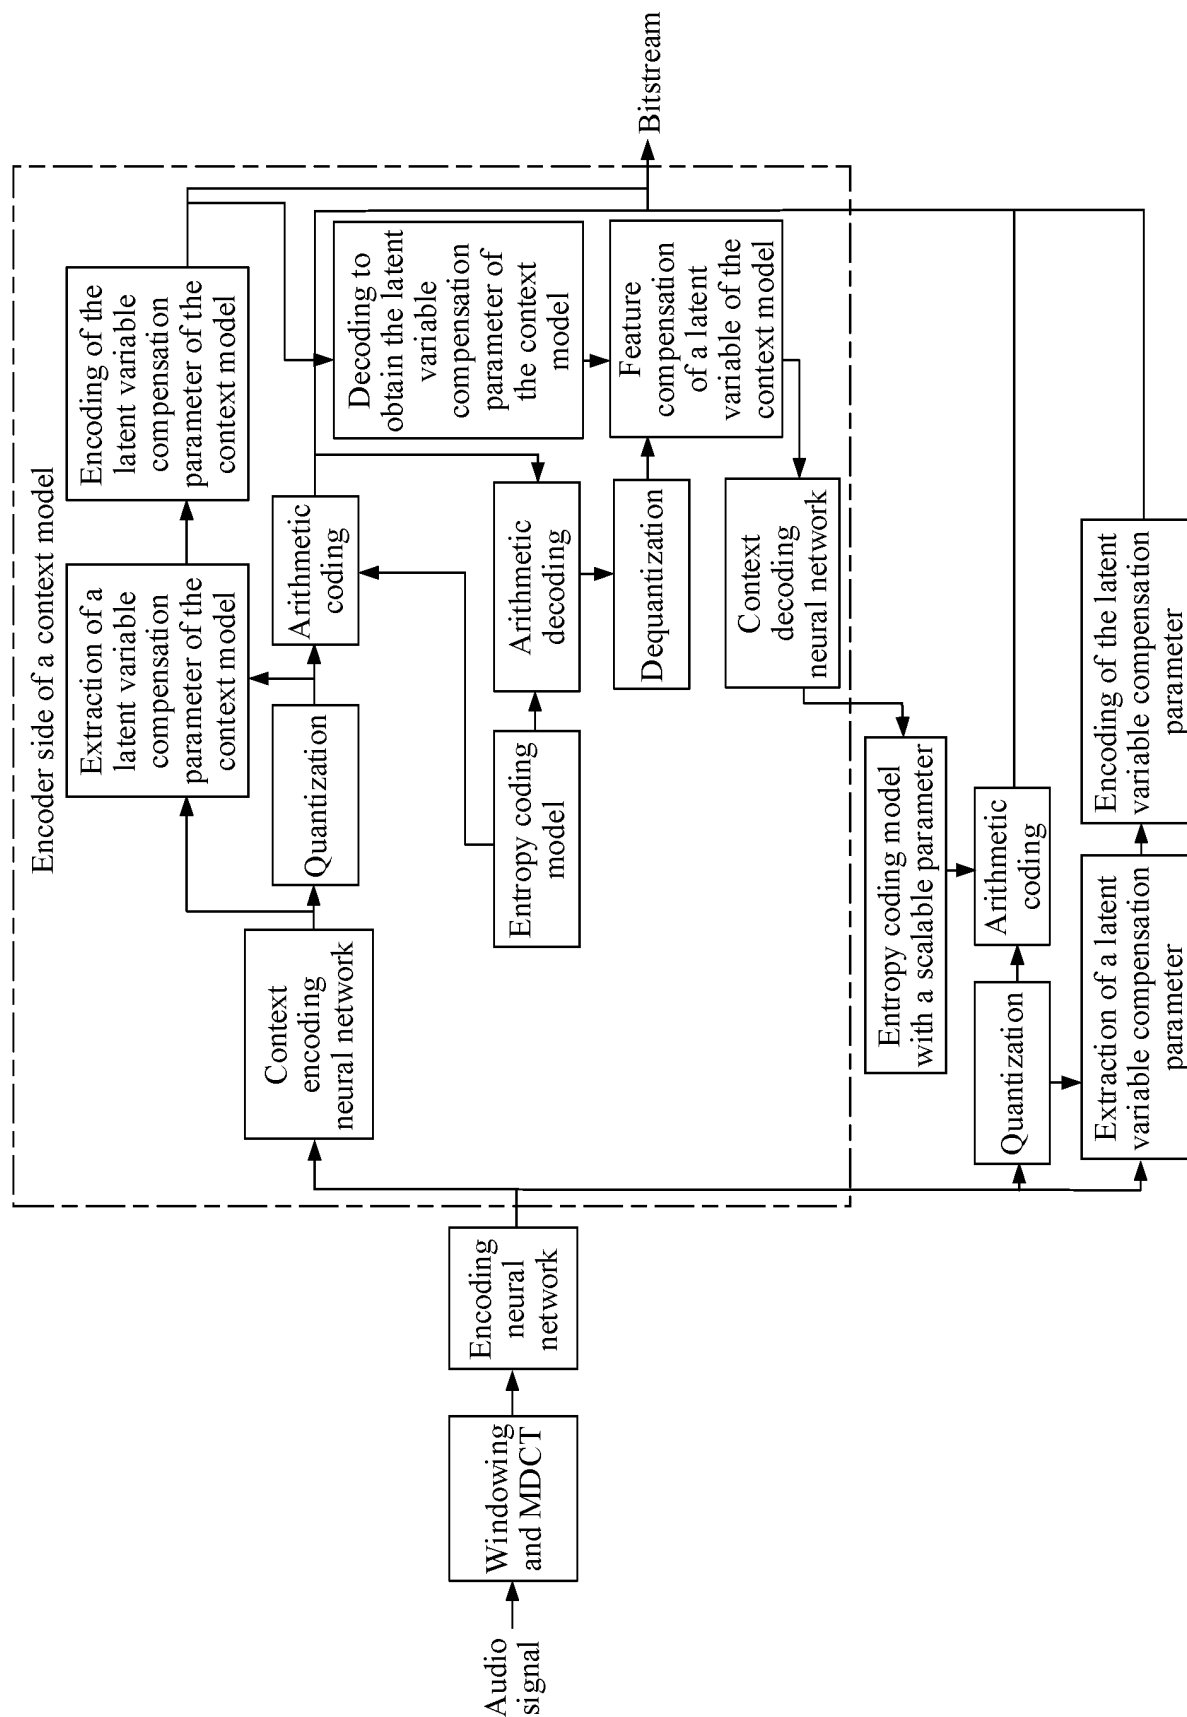 Encoder side of a context model
Extraction of a
latent variable
compensation
parameter of the
context model
Encoding of the
latent variable
compensation
parameter of the
context model
Context
encoding
neural network
Quantization
Arithmetic
coding
Decoding to
obtain the latent
variable
compensation
parameter of
the context
model
Audio
signal
Windowing
and MDCT
Encoding
neural
network
Entropy coding
model
Arithmetic
decoding
Dequantization
Feature
compensation
of a latent
variable of the
context model
Bitstream
Context
decoding
neural network
Entropy coding model
with a scalable parameter
Quantization
Arithmetic
coding
Extraction of a latent
variable compensation
parameter
Encoding of the latent
variable compensation
parameter